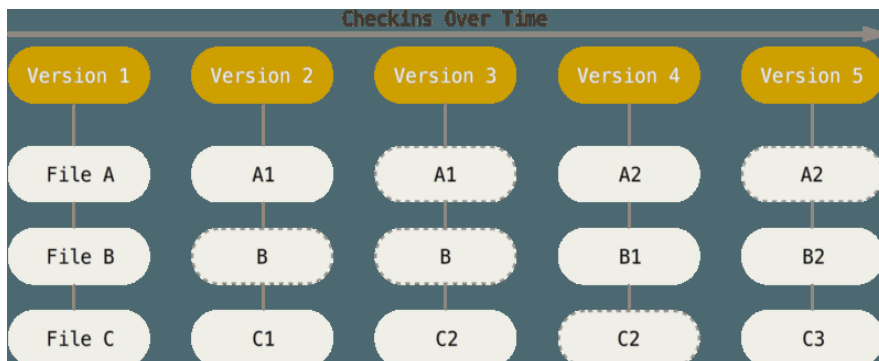 Checkins Over Time
Version 1 Version 2 Version 3 Version 4 Version 5
File A A1 A1 A2 A2
File B B B B1 B2
File C C1 C2 C2 C3